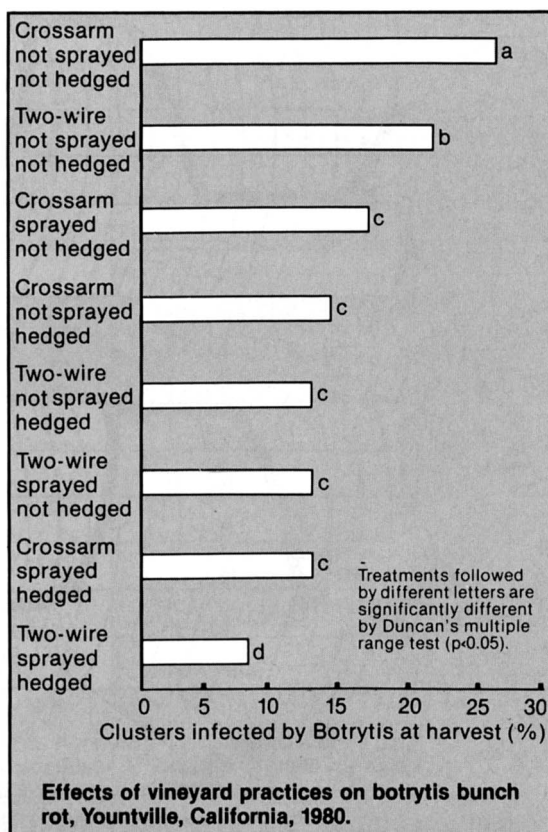 Crossarm
not sprayed
not hedged
a
Two-wire
not sprayed
not hedged
b
Crossarm
sprayed
not hedged
c
Crossarm
not sprayed
hedged
c
Two-wire
not sprayed
hedged
c
Two-wire
sprayed
not hedged
c
Crossarm
sprayed
hedged
c
Treatments followed
by different letters are
significantly different
by Duncan's multiple
range test (p<0.05).
Two-wire
sprayed
hedged
d
0 5 10 15 20 25 30
Clusters infected by Botrytis at harvest (%)
Effects of vineyard practices on botrytis bunch
rot, Yountville, California, 1980.